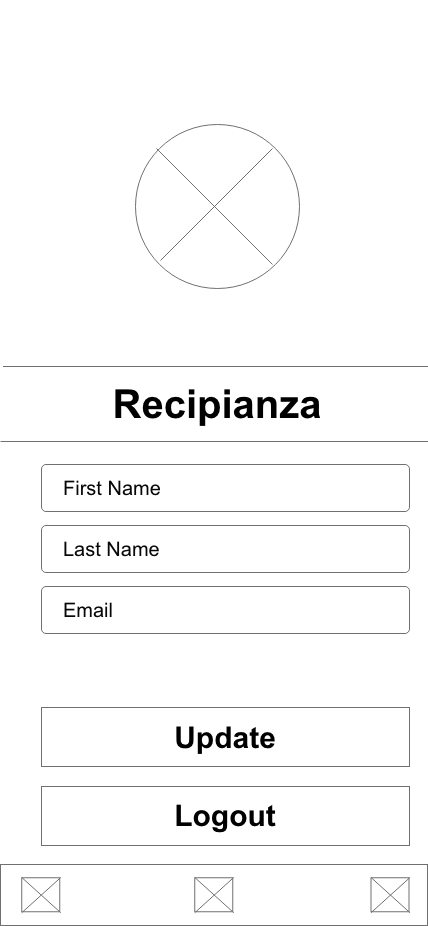 Recipianza
First Name
Last Name
Email
Update
Logout